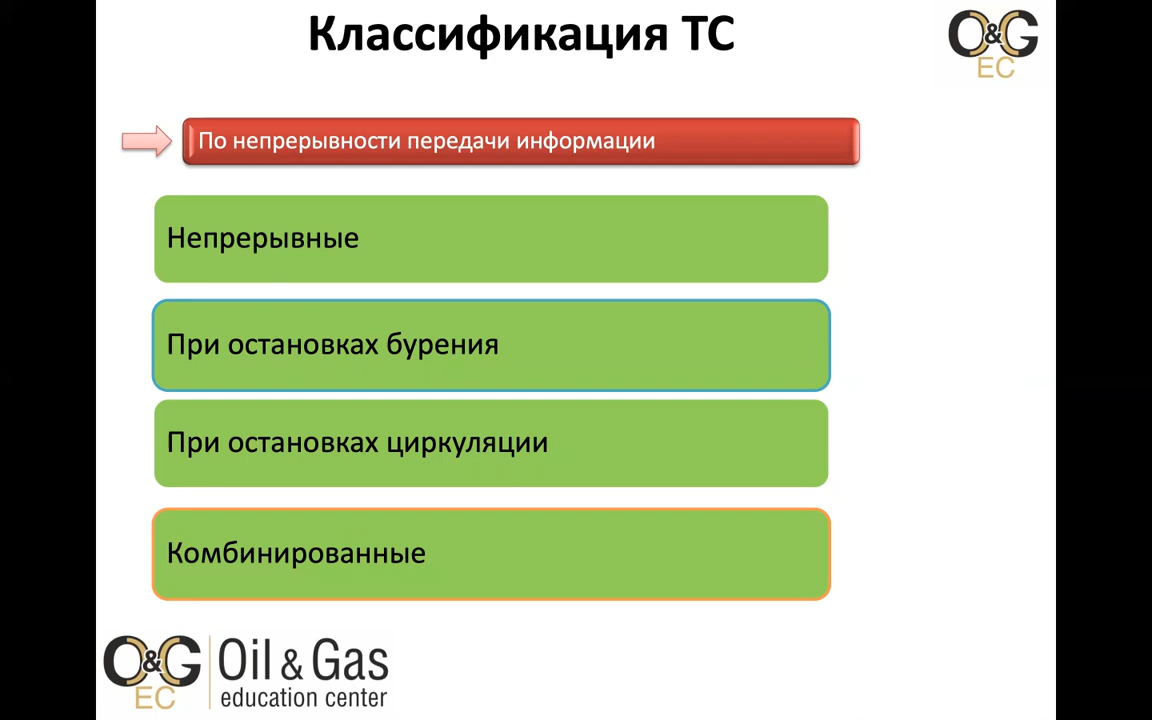 Классификация ТС
O&G
EC
По непрерывности передачи информации
Непрерывные
При остановках бурения
При остановках циркуляции
Комбинированные
O&G
EC
Oil & Gas
education center